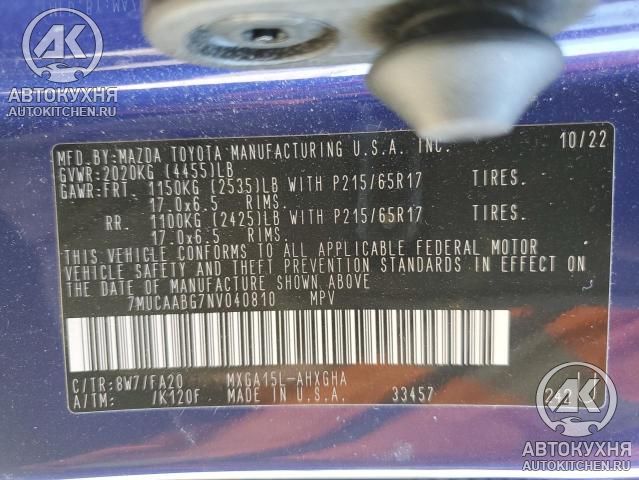 AK
АВТОКУХНЯ
AUTOKITCHEN.RU
MFD.BY:MAZDA TOYOTA MANUFACTURING U.S.A. INC. 10/22
GVWR:2020KG (4455)LB
GAWR:FRT. 1150KG (2535)LB WITH P215/65R17 TIRES.
17.0x6.5 RIMS.
RR. 1100KG (2425)LB WITH P215/65R17 TIRES.
17.0x6.5 RIMS.
THIS VEHICLE CONFORMS TO ALL APPLICABLE FEDERAL MOTOR
VEHICLE SAFETY AND THEFT PREVENTION STANDARDS IN EFFECT ON
THE DATE OF MANUFACTURE SHOWN ABOVE.
7MUCAABG7NV040810 MPV
C/TR:8W7/FA20 MXGA15L-AHXGHA
A/TM: /K120F MADE IN U.S.A. 33457
AK
АВТОКУХНЯ
AUTOKITCHEN.RU